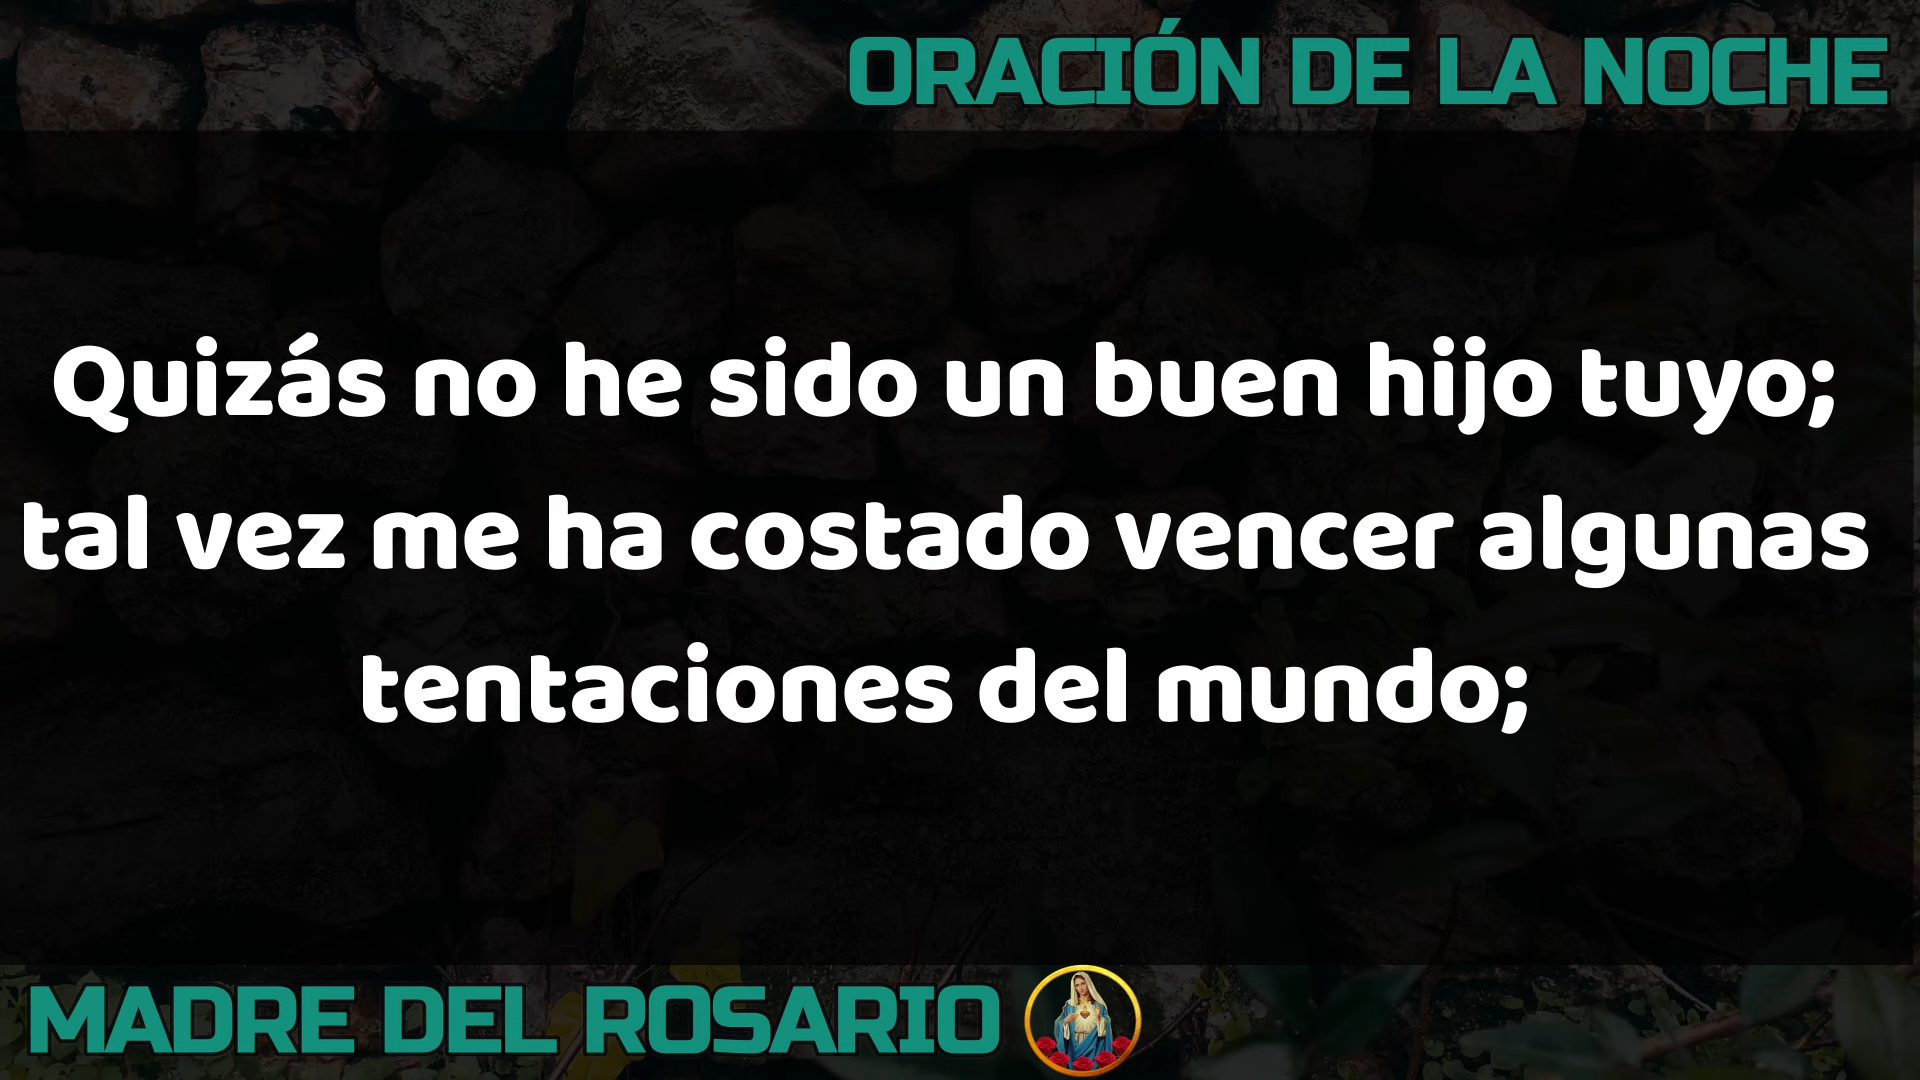 ORACIÓN DE LA NOCHE
Quizás no he sido un buen hijo tuyo;
tal vez me ha costado vencer algunas
tentaciones del mundo;
MADRE DEL ROSARIO